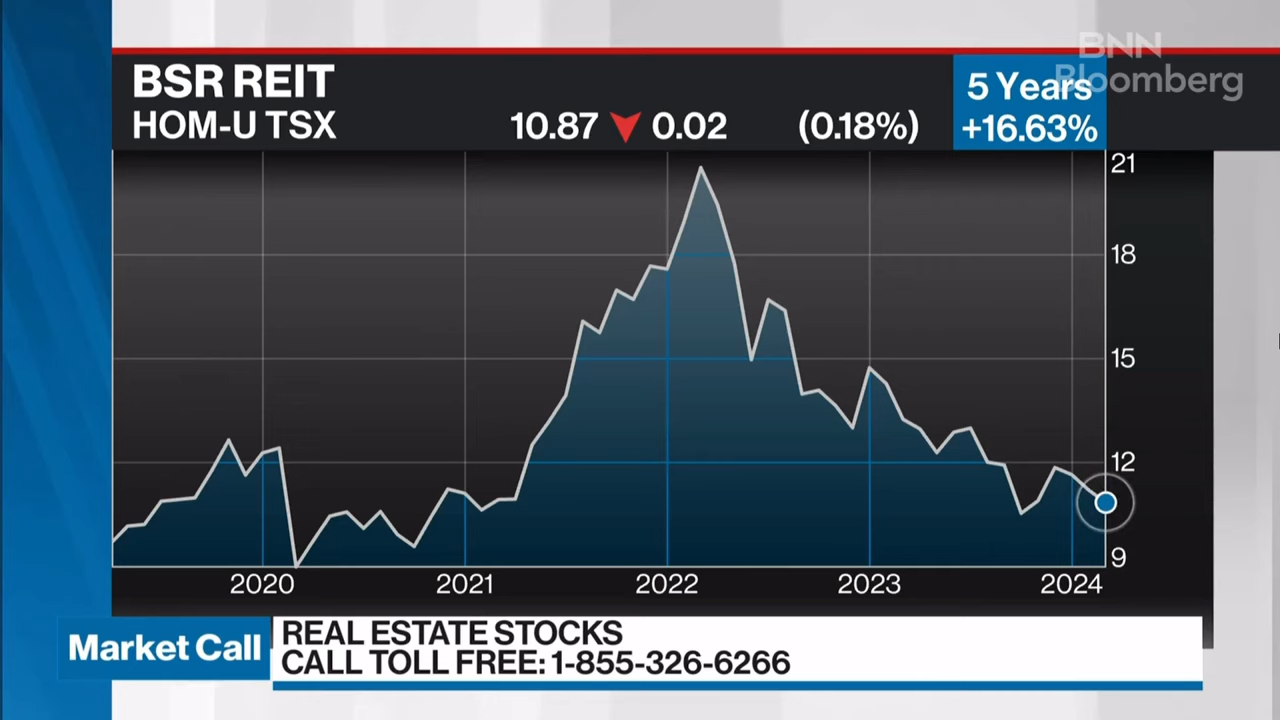 BNN
Bloomberg
BSR REIT
HOM-U TSX
10.87 0.02 (0.18%)
5 Years
+16.63%
21
18
15
12
9
2020 2021 2022 2023 2024
Market Call
REAL ESTATE STOCKS
CALL TOLL FREE: 1-855-326-6266